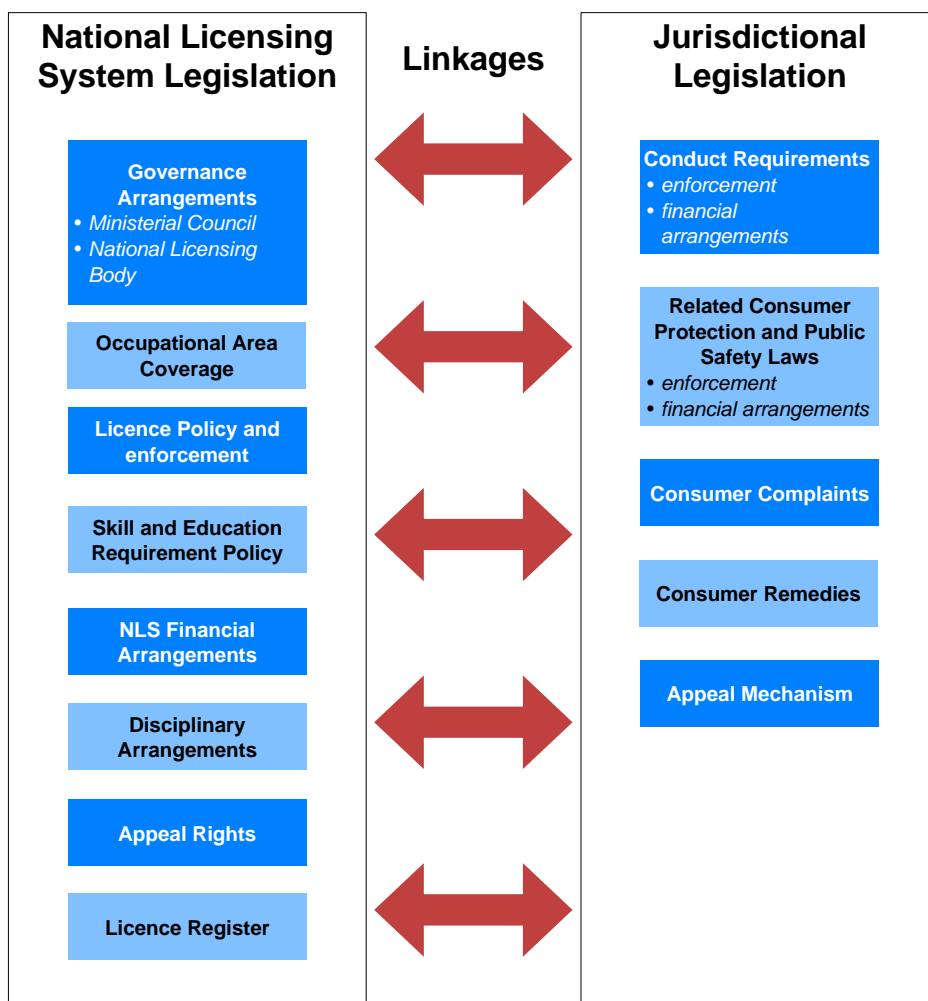 National Licensing
System Legislation
Governance
Arrangements
• Ministerial Council
• National Licensing
Body
Occupational Area
Coverage
Licence Policy and
enforcement
Skill and Education
Requirement Policy
NLS Financial
Arrangements
Disciplinary
Arrangements
Appeal Rights
Licence Register
Linkages
Jurisdictional
Legislation
Conduct Requirements
• enforcement
• financial
arrangements
Related Consumer
Protection and Public
Safety Laws
• enforcement
• financial arrangements
Consumer Complaints
Consumer Remedies
Appeal Mechanism